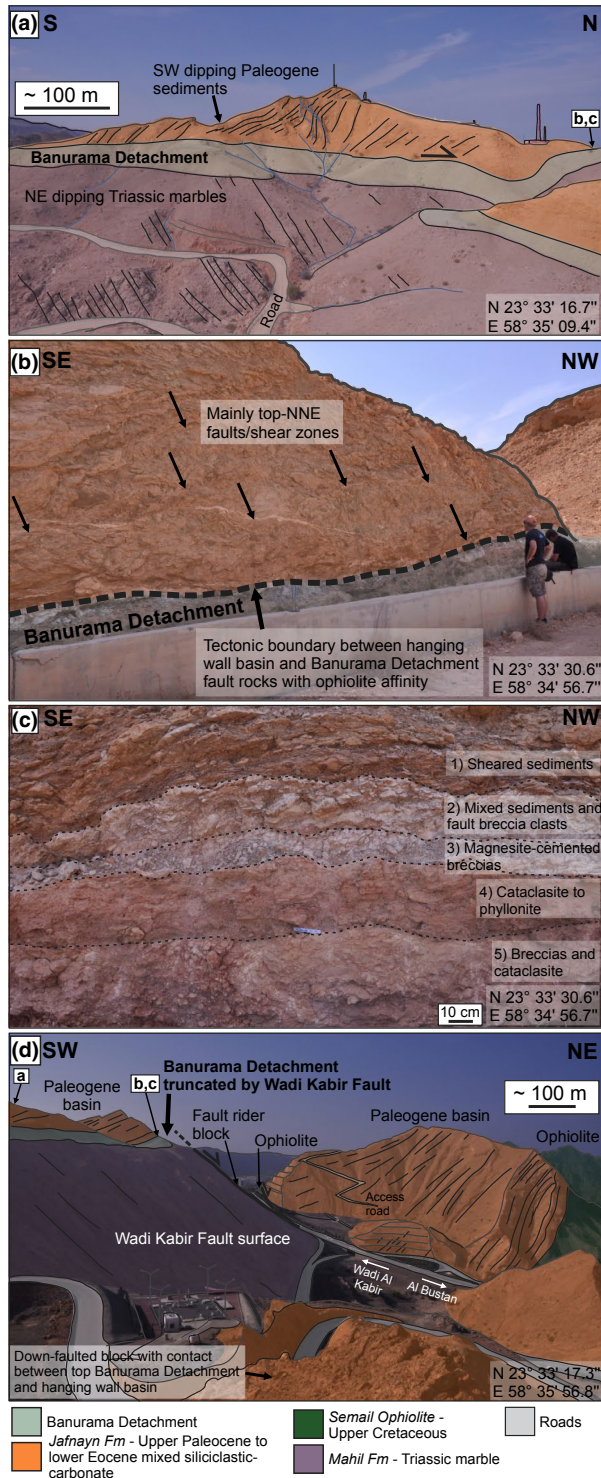 (a) S
N
SW dipping Paleogene
sediments
~ 100 m
b,c
Banurama Detachment
NE dipping Triassic marbles
Road
N 23° 33' 16.7"
E 58° 35' 09.4"
(b) SE
NW
Mainly top-NNE
faults/shear zones
Banurama Detachment
Tectonic boundary between hanging
wall basin and Banurama Detachment
fault rocks with ophiolite affinity
N 23° 33' 30.6"
E 58° 34' 56.7"
(c) SE
NW
1) Sheared sediments
2) Mixed sediments and
fault breccia clasts
3) Magnesite-cemented
breccias
4) Cataclasite to
phyllonite
5) Breccias and
cataclasite
10 cm
N 23° 33' 30.6"
E 58° 34' 56.7"
(d) SW
NE
Banurama Detachment
truncated by Wadi Kabir Fault
a
b,c
Paleogene
basin
Fault rider
block
Ophiolite
~ 100 m
Paleogene basin
Ophiolite
Access
road
Wadi Kabir Fault surface
Wadi Al
Kabir
Al Bustan
Down-faulted block with contact
between top Banurama Detachment
and hanging wall basin
N 23° 33' 17.3"
E 58° 35' 56.8"
Banurama Detachment
Jafnayn Fm - Upper Paleocene to
lower Eocene mixed siliciclastic-
carbonate
Semail Ophiolite -
Upper Cretaceous
Mahil Fm - Triassic marble
Roads